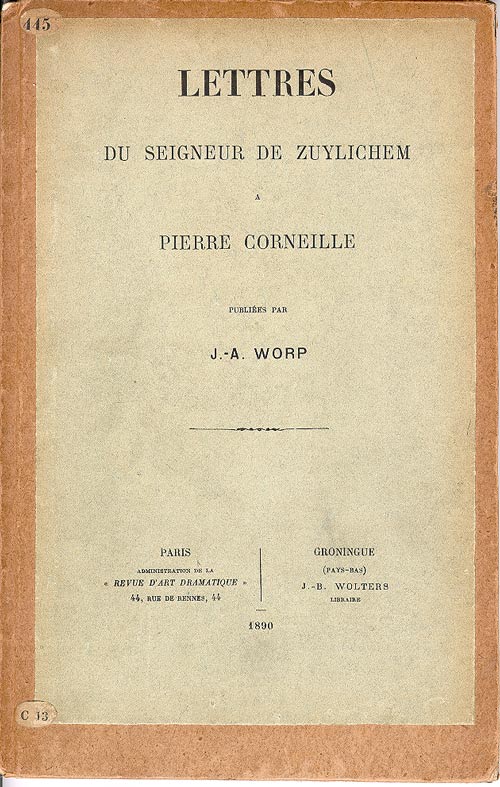 445
LETTRES
DU SEIGNEUR DE ZUYLICHEM
A
PIERRE CORNEILLE
PUBLIÉES PAR
J.-A. WORP
PARIS
ADMINISTRATION DE LA
« REVUE D'ART DRAMATIQUE »
44, RUE DE RENNES, 44
GRONINGUE
(PAYS-BAS)
J.-B. WOLTERS
LIBRAIRE
1890
C 13